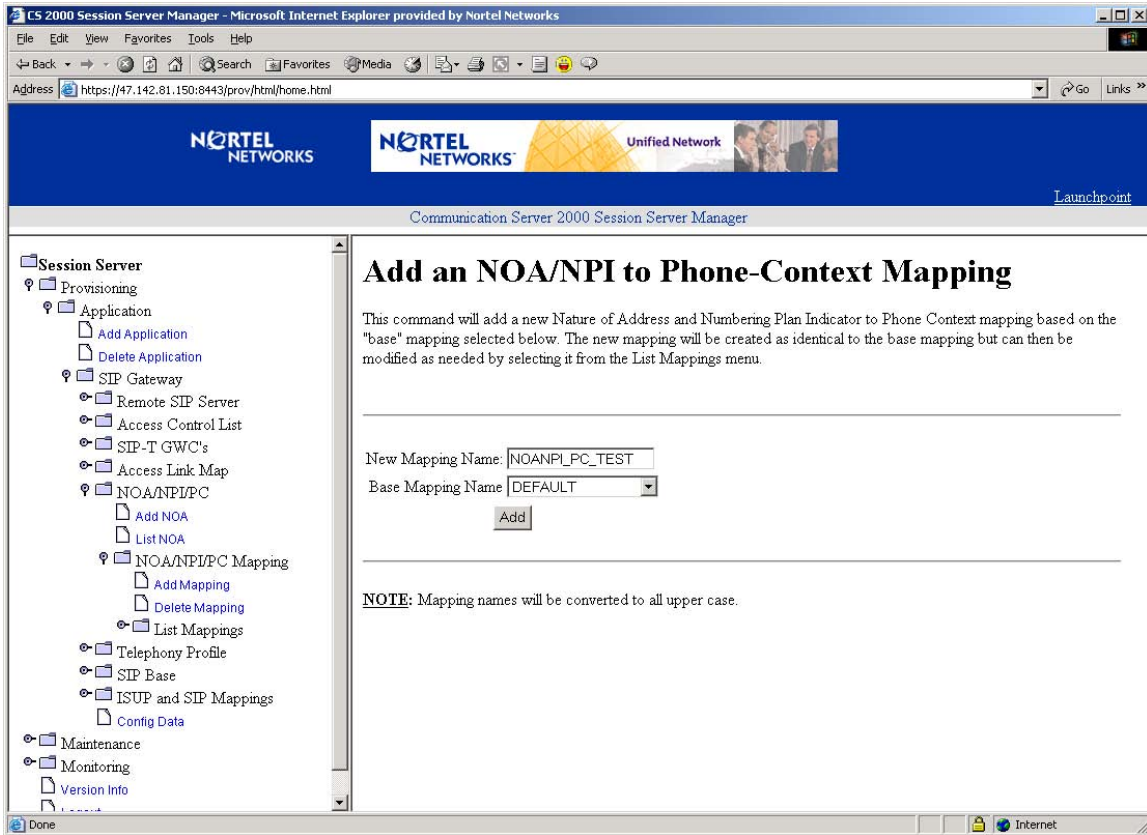 CS 2000 Session Server Manager - Microsoft Internet Explorer provided by Nortel Networks
File Edit View Favorites Tools Help
Back Search Favorites Media
Address https://47.142.81.150:8443/prov/html/home.html Go Links »
NORTEL NETWORKS
NORTEL NETWORKS Unified Network
Launchpoint
Communication Server 2000 Session Server Manager
Session Server
Provisioning
Application
Add Application
Delete Application
SIP Gateway
Remote SIP Server
Access Control List
SIP-T GWC's
Access Link Map
NOA/NPI/PC
Add NOA
List NOA
NOA/NPI/PC Mapping
Add Mapping
Delete Mapping
List Mappings
Telephony Profile
SIP Base
ISUP and SIP Mappings
Config Data
Maintenance
Monitoring
Version Info
Add an NOA/NPI to Phone-Context Mapping
This command will add a new Nature of Address and Numbering Plan Indicator to Phone Context mapping based on the
"base" mapping selected below. The new mapping will be created as identical to the base mapping but can then be
modified as needed by selecting it from the List Mappings menu.
New Mapping Name: NOANPI_PC_TEST
Base Mapping Name DEFAULT
Add
NOTE: Mapping names will be converted to all upper case.
Done Internet